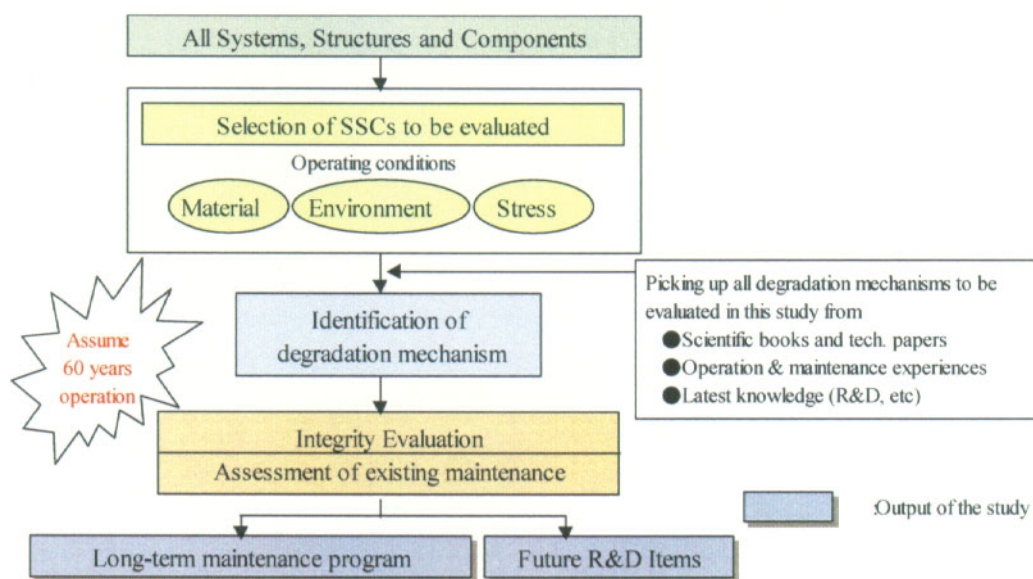 All Systems, Structures and Components
Selection of SSCs to be evaluated
Operating conditions
Material
Environment
Stress
Picking up all degradation mechanisms to be
evaluated in this study from
●Scientific books and tech. papers
●Operation & maintenance experiences
●Latest knowledge (R&D, etc)
Identification of
degradation mechanism
Assume
60 years
operation
Integrity Evaluation
Assessment of existing maintenance
:Output of the study
Long-term maintenance program
Future R&D Items